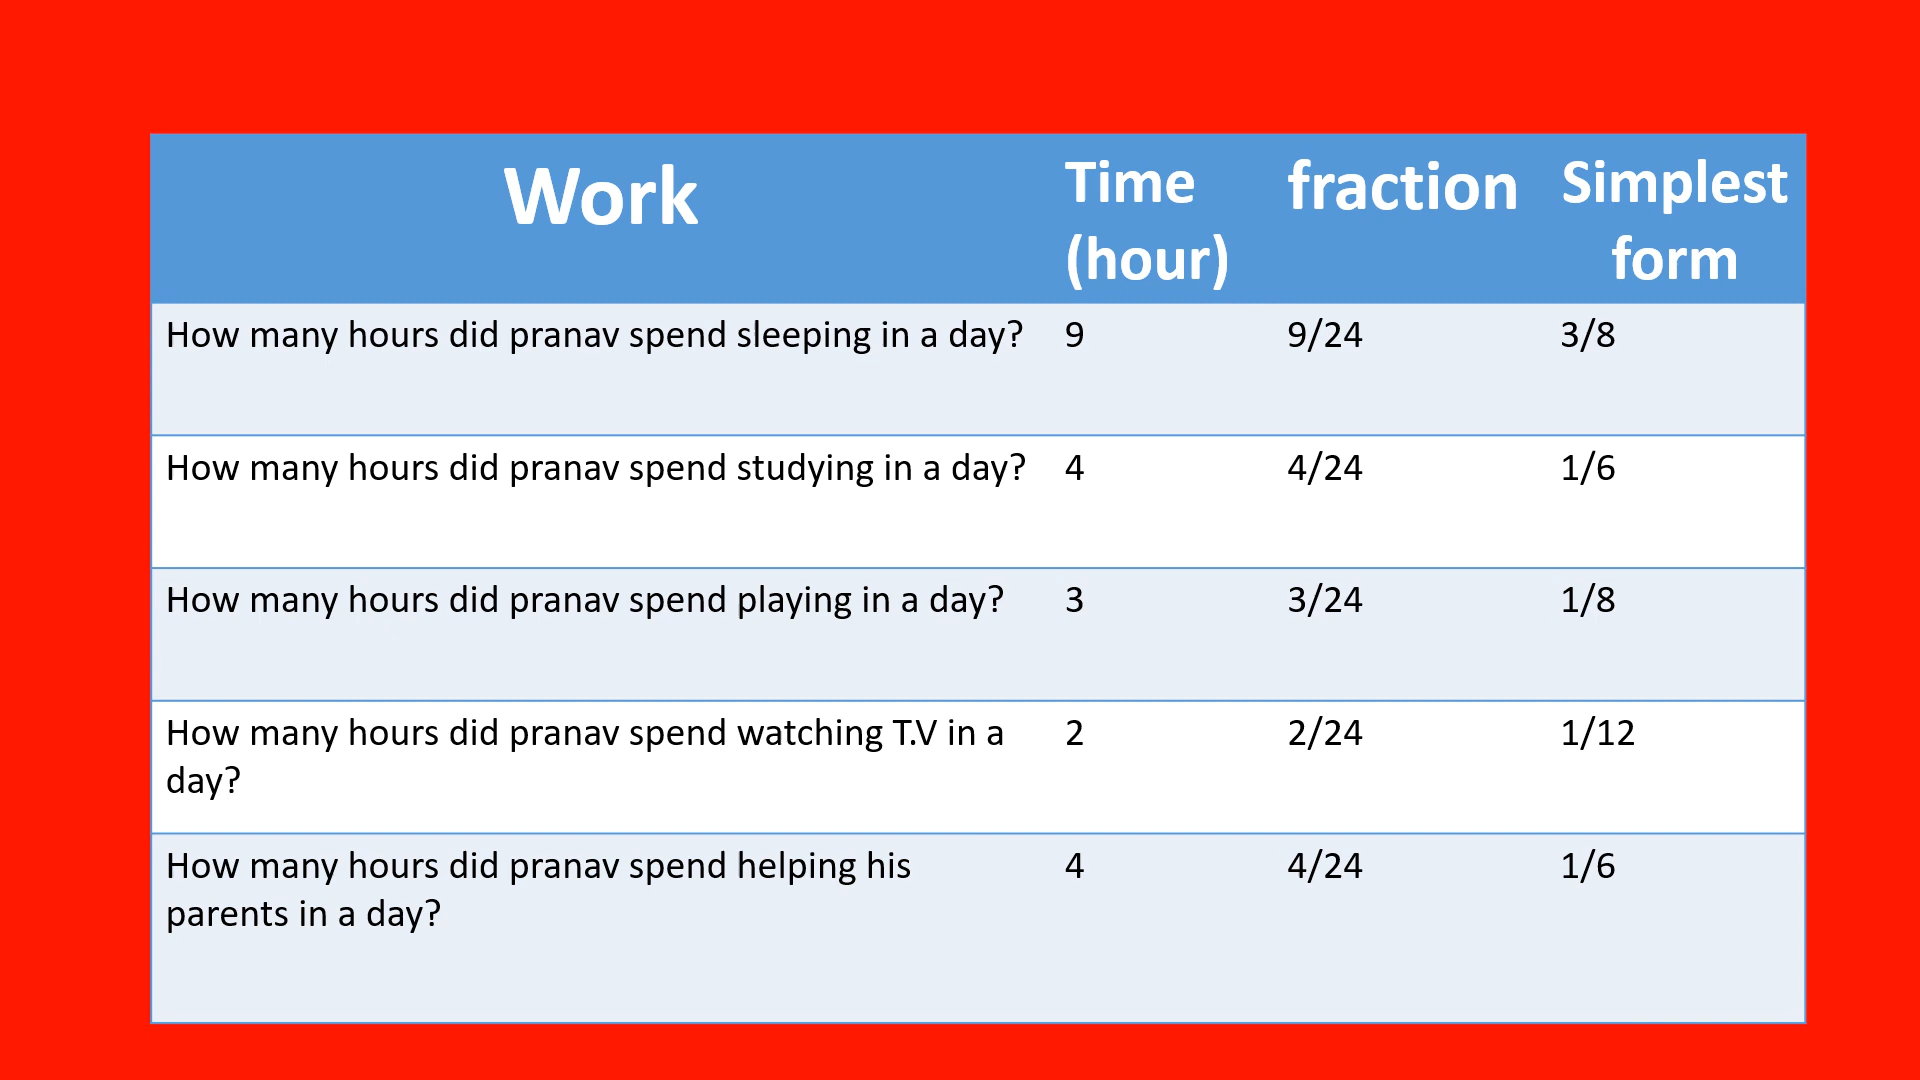 Work Time (hour) fraction Simplest form
How many hours did pranav spend sleeping in a day? 9 9/24 3/8
How many hours did pranav spend studying in a day? 4 4/24 1/6
How many hours did pranav spend playing in a day? 3 3/24 1/8
How many hours did pranav spend watching T.V in a 2 2/24 1/12
day?
How many hours did pranav spend helping his 4 4/24 1/6
parents in a day?